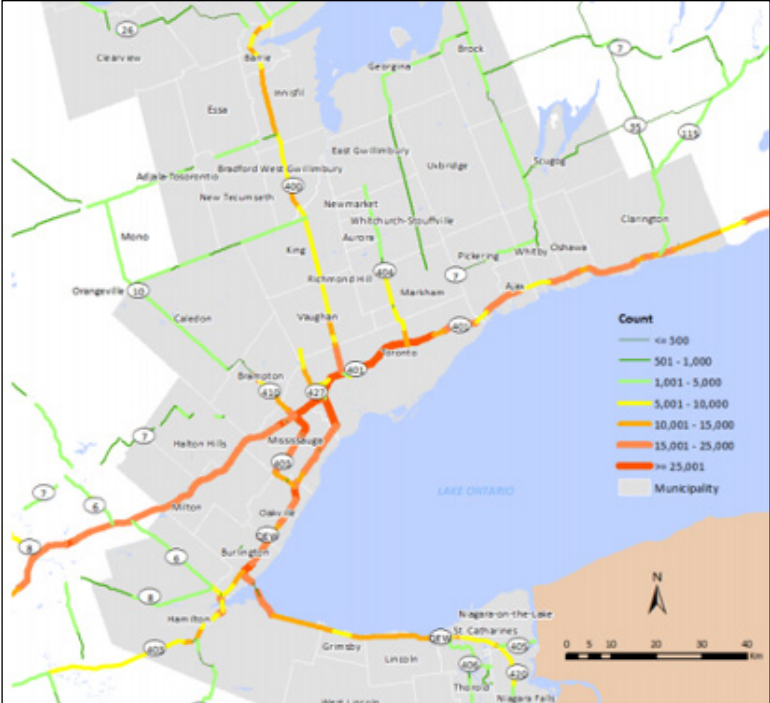 26
Clearview
Barrie
Brock
7
Georgina
Innisfil
Essa
35
115
East Gwillimbury
Uxbridge
Scugog
Adjala-Tosorontio
Bradford West Gwillimbury
400
New Tecumseth
Newmarket
Whitchurch-Stouffville
Clarington
Mono
Aurora
King
Whitby
Oshawa
Pickering
404
7
Richmond Hill
Markham
Ajax
Orangeville
10
Caledon
Vaughan
401
Toronto
401
Brampton
410
427
7
Halton Hills
Mississauga
403
7
6
Milton
Oakville
QEW
8
Burlington
6
8
Hamilton
403
Grimsby
Lincoln
QEW
Niagara-on-the-Lake
St. Catharines
405
406
420
Thorold
Niagara Falls
West Lincoln
LAKE ONTARIO
Count
<= 500
501 - 1,000
1,001 - 5,000
5,001 - 10,000
10,001 - 15,000
15,001 - 25,000
>= 25,001
Municipality
N
0 5 10 20 30 40
Km